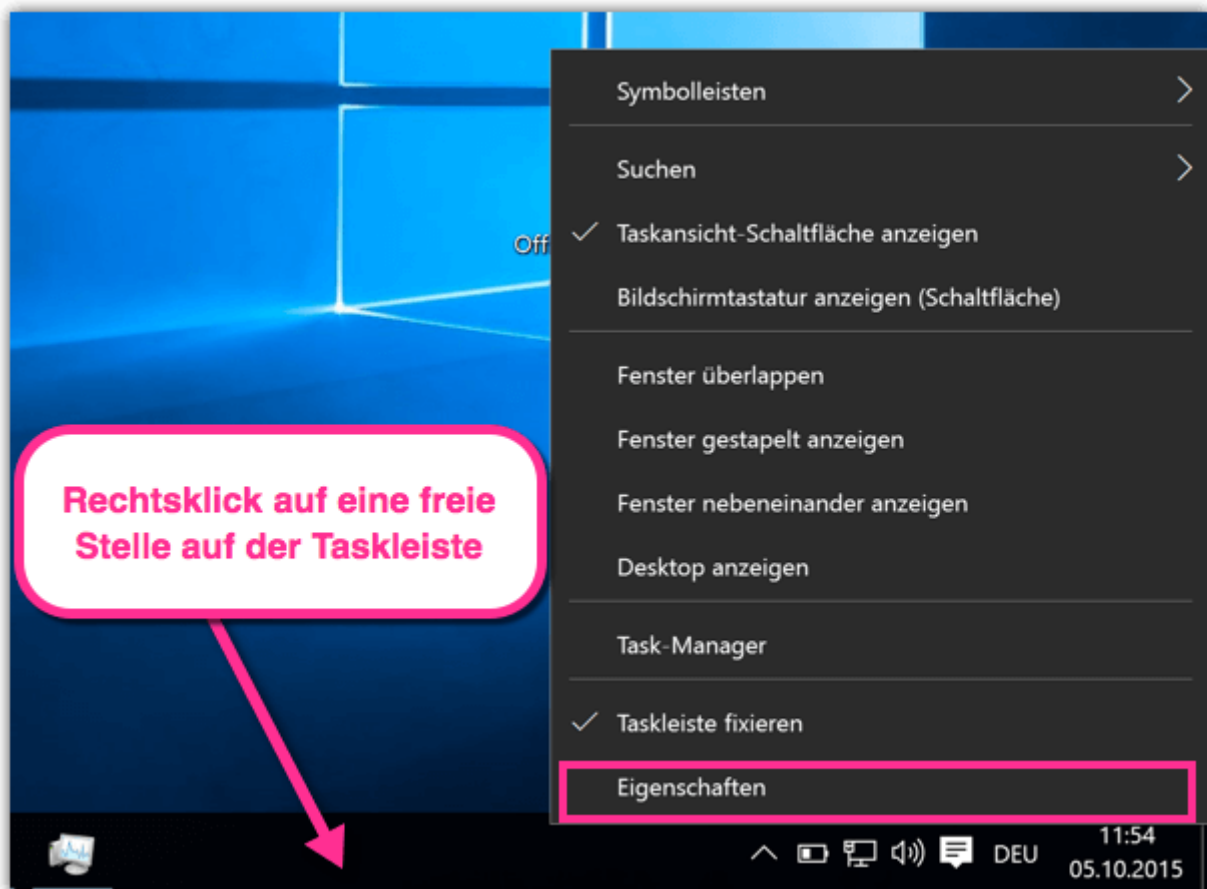 Symbolleisten
Suchen
Taskansicht-Schaltfläche anzeigen
Off
Bildschirmtastatur anzeigen (Schaltfläche)
Fenster überlappen
Fenster gestapelt anzeigen
Fenster nebeneinander anzeigen
Desktop anzeigen
Task-Manager
Taskleiste fixieren
Eigenschaften
Rechtsklick auf eine freie
Stelle auf der Taskleiste
DEU
11:54
05.10.2015